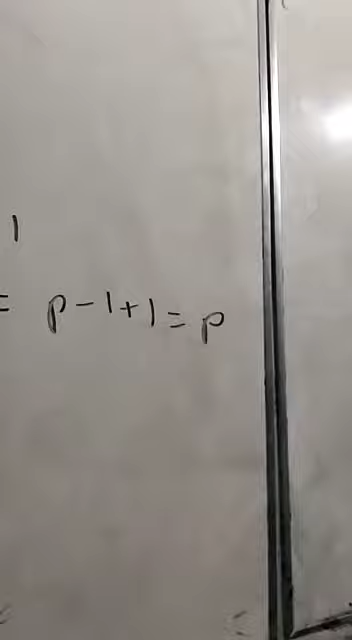 1
= p - 1 + 1 = p